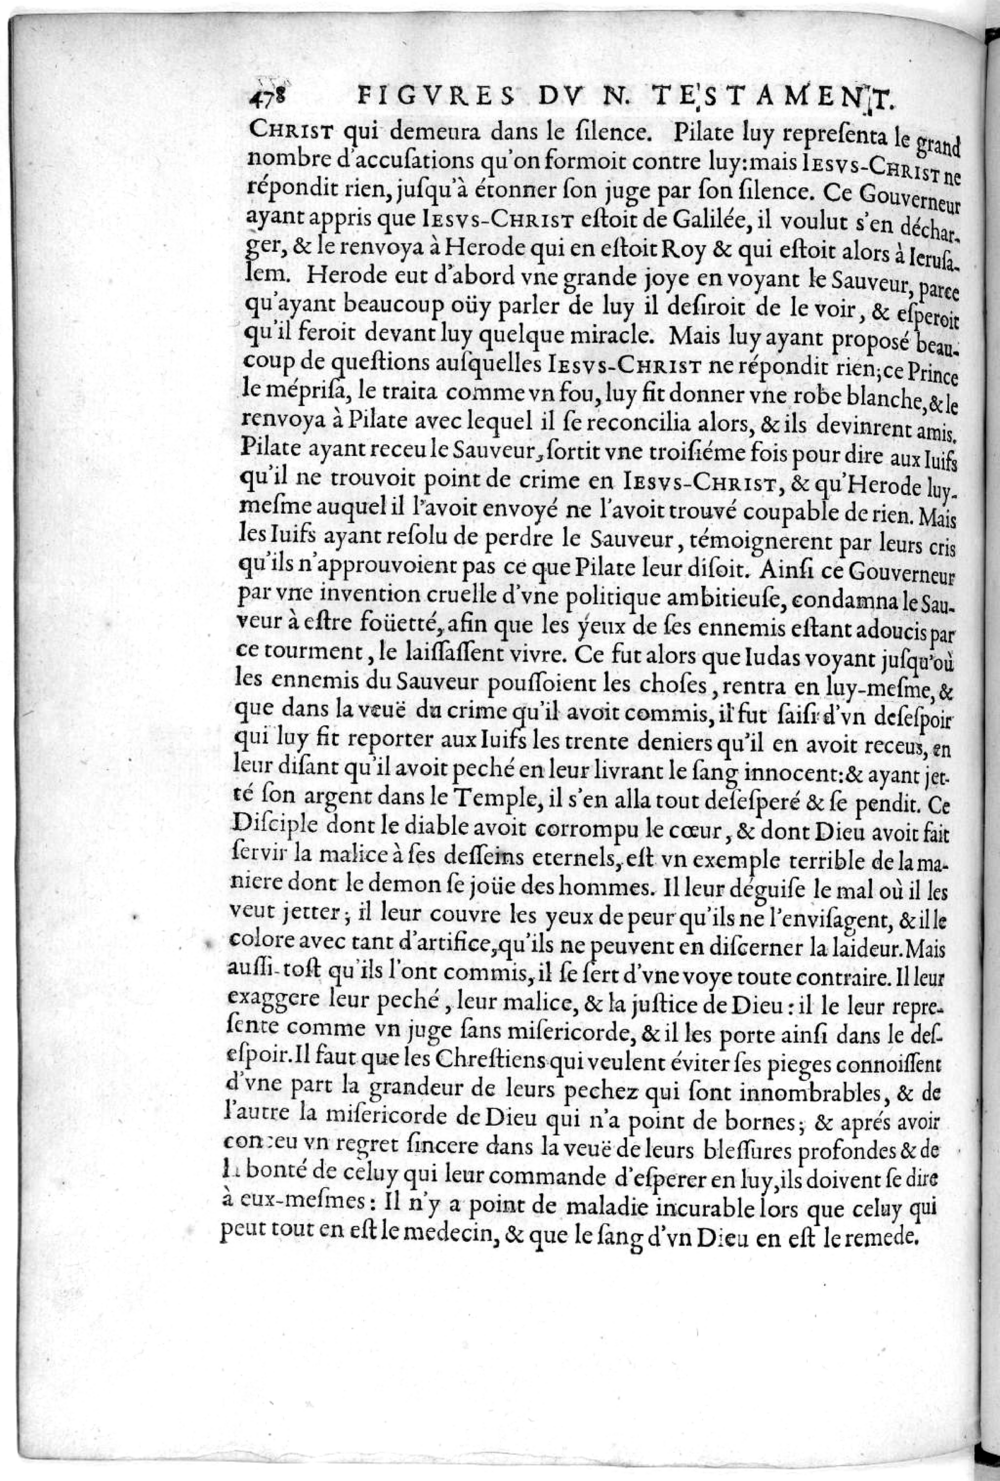 478 FIGVRES DV N. TESTAMENT.
CHRIST qui demeura dans le ſilence. Pilate luy repreſenta le grand
nombre d'accuſations qu'on formoit contre luy: mais IESVS-CHRIST ne
répondit rien, juſqu'à étonner ſon juge par ſon ſilence. Ce Gouverneur
ayant appris que IESVS-CHRIST eſtoit de Galilée, il voulut s'en déchar-
ger, & le renvoya à Herode qui en eſtoit Roy & qui eſtoit alors à Ieruſa-
lem. Herode eut d'abord vne grande joye en voyant le Sauveur, parce
qu'ayant beaucoup oüy parler de luy il deſiroit de le voir, & eſperoit
qu'il feroit devant luy quelque miracle. Mais luy ayant propoſé beau-
coup de queſtions auſquelles IESVS-CHRIST ne répondit rien; ce Prince
le mépriſa, le traita comme vn fou, luy fit donner vne robe blanche, & le
renvoya à Pilate avec lequel il ſe reconcilia alors, & ils devinrent amis.
Pilate ayant receu le Sauveur, ſortit vne troiſiéme fois pour dire aux Iuifs
qu'il ne trouvoit point de crime en IESVS-CHRIST, & qu'Herode luy-
meſme auquel il l'avoit envoyé ne l'avoit trouvé coupable de rien. Mais
les Iuifs ayant reſolu de perdre le Sauveur, témoignerent par leurs cris
qu'ils n'approuvoient pas ce que Pilate leur diſoit. Ainſi ce Gouverneur
par vne invention cruelle d'vne politique ambitieuſe, condamna le Sau-
veur à eſtre foüetté, afin que les yeux de ſes ennemis eſtant adoucis par
ce tourment, le laiſſaſſent vivre. Ce fut alors que Iudas voyant juſqu'où
les ennemis du Sauveur pouſſoient les choſes, rentra en luy-meſme, &
que dans la veuë du crime qu'il avoit commis, il fut ſaiſi d'vn deſeſpoir
qui luy fit reporter aux Iuifs les trente deniers qu'il en avoit receus, en
leur diſant qu'il avoit peché en leur livrant le ſang innocent: & ayant jet-
té ſon argent dans le Temple, il s'en alla tout deſeſperé & ſe pendit. Ce
Diſciple dont le diable avoit corrompu le cœur, & dont Dieu avoit fait
ſervir la malice à ſes deſſeins eternels, eſt vn exemple terrible de la ma-
niere dont le demon ſe joüe des hommes. Il leur déguiſe le mal où il les
veut jetter; il leur couvre les yeux de peur qu'ils ne l'enviſagent, & il le
colore avec tant d'artifice, qu'ils ne peuvent en diſcerner la laideur. Mais
auſſi-toſt qu'ils l'ont commis, il ſe ſert d'vne voye toute contraire. Il leur
exaggere leur peché, leur malice, & la juſtice de Dieu: il le leur repre-
ſente comme vn juge ſans miſericorde, & il les porte ainſi dans le deſ-
eſpoir. Il faut que les Chreſtiens qui veulent éviter ſes pieges connoiſſent
d'vne part la grandeur de leurs pechez qui ſont innombrables, & de
l'autre la miſericorde de Dieu qui n'a point de bornes; & aprés avoir
conceu vn regret ſincere dans la veuë de leurs bleſſures profondes & de
la bonté de celuy qui leur commande d'eſperer en luy, ils doivent ſe dire
à eux-meſmes: Il n'y a point de maladie incurable lors que celuy qui
peut tout en eſt le medecin, & que le ſang d'vn Dieu en eſt le remede.